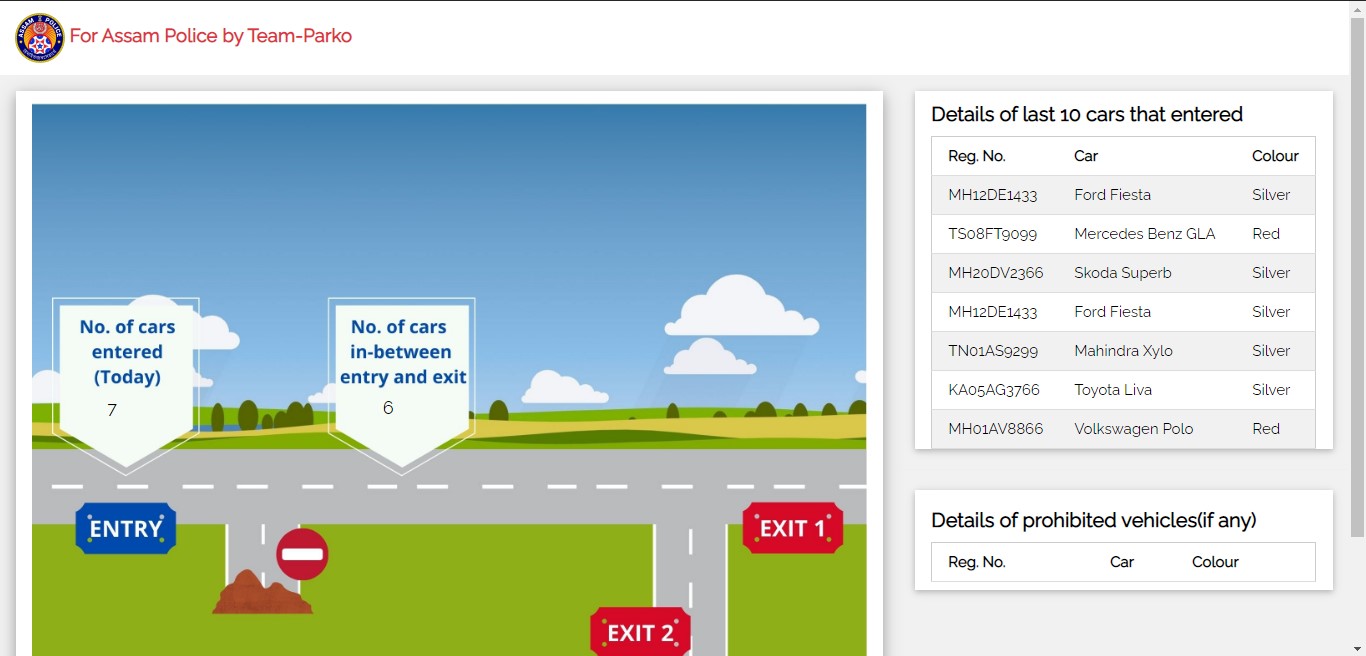 ASSAM POLICE
For Assam Police by Team-Parko
No. of cars
entered
(Today)
7
No. of cars
in-between
entry and exit
6
ENTRY
EXIT 1
EXIT 2
Details of last 10 cars that entered
Reg. No. Car Colour
MH12DE1433 Ford Fiesta Silver
TS08FT9099 Mercedes Benz GLA Red
MH20DV2366 Skoda Superb Silver
MH12DE1433 Ford Fiesta Silver
TN01AS9299 Mahindra Xylo Silver
KA05AG3766 Toyota Liva Silver
MH01AV8866 Volkswagen Polo Red
Details of prohibited vehicles(if any)
Reg. No. Car Colour